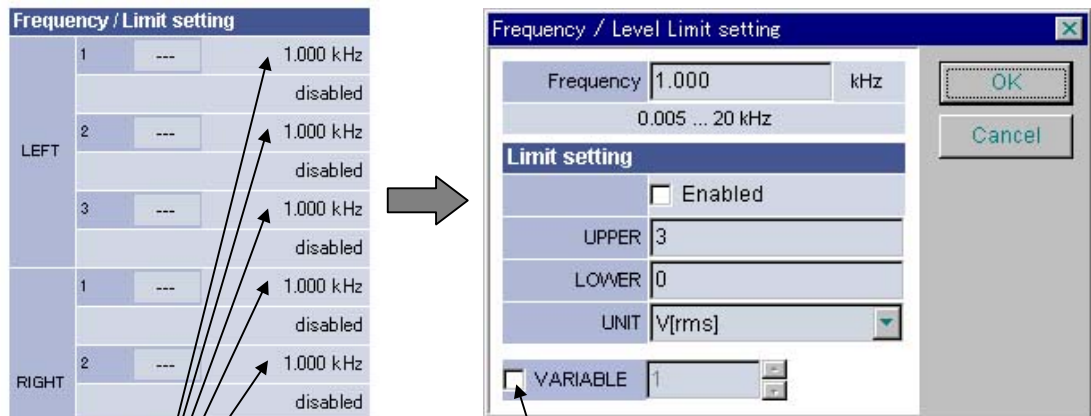 Frequency / Limit setting
LEFT
1 --- 1.000 kHz
disabled
2 --- 1.000 kHz
disabled
3 --- 1.000 kHz
disabled
RIGHT
1 --- 1.000 kHz
disabled
2 --- 1.000 kHz
disabled
Frequency / Level Limit setting
Frequency 1.000 kHz
0.005 ... 20 kHz
Limit setting
Enabled
UPPER 3
LOWER 0
UNIT V[rms]
VARIABLE 1
OK
Cancel